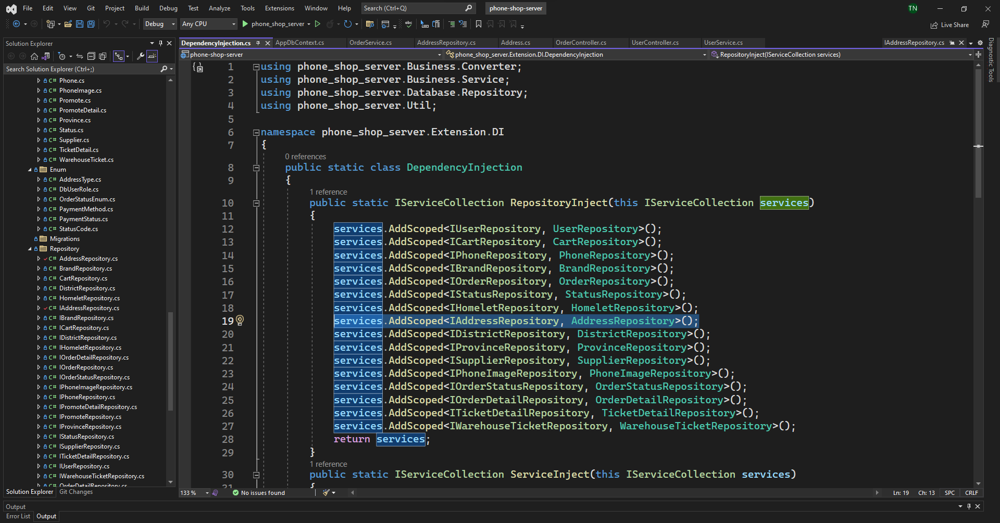 File Edit View Git Project Build Debug Test Analyze Tools Extensions Window Help Search (Ctrl+Q) phone-shop-server TN
Debug Any CPU phone_shop_server Live Share
Solution Explorer
Search Solution Explorer (Ctrl+;)
C# Phone.cs
C# PhoneImage.cs
C# Promote.cs
C# PromoteDetail.cs
C# Province.cs
C# Status.cs
C# Supplier.cs
C# TicketDetail.cs
C# WarehouseTicket.cs
Enum
C# AddressType.cs
C# DbUserRole.cs
C# OrderStatusEnum.cs
C# PaymentMethod.cs
C# PaymentStatus.cs
C# StatusCode.cs
Migrations
Repository
C# AddressRepository.cs
C# BrandRepository.cs
C# CartRepository.cs
C# DistrictRepository.cs
C# HomeletRepository.cs
C# IAddressRepository.cs
C# IBrandRepository.cs
C# ICartRepository.cs
C# IDistrictRepository.cs
C# IHomeletRepository.cs
C# IOrderDetailRepository.cs
C# IOrderRepository.cs
C# IOrderStatusRepository.cs
C# IPhoneImageRepository.cs
C# IPhoneRepository.cs
C# IPromoteDetailRepository.cs
C# IPromoteRepository.cs
C# IProvinceRepository.cs
C# IStatusRepository.cs
C# ISupplierRepository.cs
C# ITicketDetailRepository.cs
C# IUserRepository.cs
C# IWarehouseTicketRepository.cs
C# OrderDetailRepository.cs
Solution Explorer Git Changes
DependencyInjection.cs AppDbContext.cs OrderService.cs AddressRepository.cs Address.cs OrderController.cs UserController.cs UserService.cs IAddressRepository.cs
phone-shop-server phone_shop_server.Extension.DI.DependencyInjection RepositoryInject(IServiceCollection services)
1 using phone_shop_server.Business.Converter;
2 using phone_shop_server.Business.Service;
3 using phone_shop_server.Database.Repository;
4 using phone_shop_server.Util;
5
6 namespace phone_shop_server.Extension.DI
7 {
0 references
8 public static class DependencyInjection
9 {
1 reference
10 public static IServiceCollection RepositoryInject(this IServiceCollection services)
11 {
12 services.AddScoped<IUserRepository, UserRepository>();
13 services.AddScoped<ICartRepository, CartRepository>();
14 services.AddScoped<IPhoneRepository, PhoneRepository>();
15 services.AddScoped<IBrandRepository, BrandRepository>();
16 services.AddScoped<IOrderRepository, OrderRepository>();
17 services.AddScoped<IStatusRepository, StatusRepository>();
18 services.AddScoped<IHomeletRepository, HomeletRepository>();
19 services.AddScoped<IAddressRepository, AddressRepository>();
20 services.AddScoped<IDistrictRepository, DistrictRepository>();
21 services.AddScoped<IProvinceRepository, ProvinceRepository>();
22 services.AddScoped<ISupplierRepository, SupplierRepository>();
23 services.AddScoped<IPhoneImageRepository, PhoneImageRepository>();
24 services.AddScoped<IOrderStatusRepository, OrderStatusRepository>();
25 services.AddScoped<IOrderDetailRepository, OrderDetailRepository>();
26 services.AddScoped<ITicketDetailRepository, TicketDetailRepository>();
27 services.AddScoped<IWarehouseTicketRepository, WarehouseTicketRepository>();
28 return services;
29 }
1 reference
30 public static IServiceCollection ServiceInject(this IServiceCollection services)
31 {
133 % No issues found Ln: 19 Ch: 13 SPC CRLF
Diagnostic Tools
Output
Error List Output